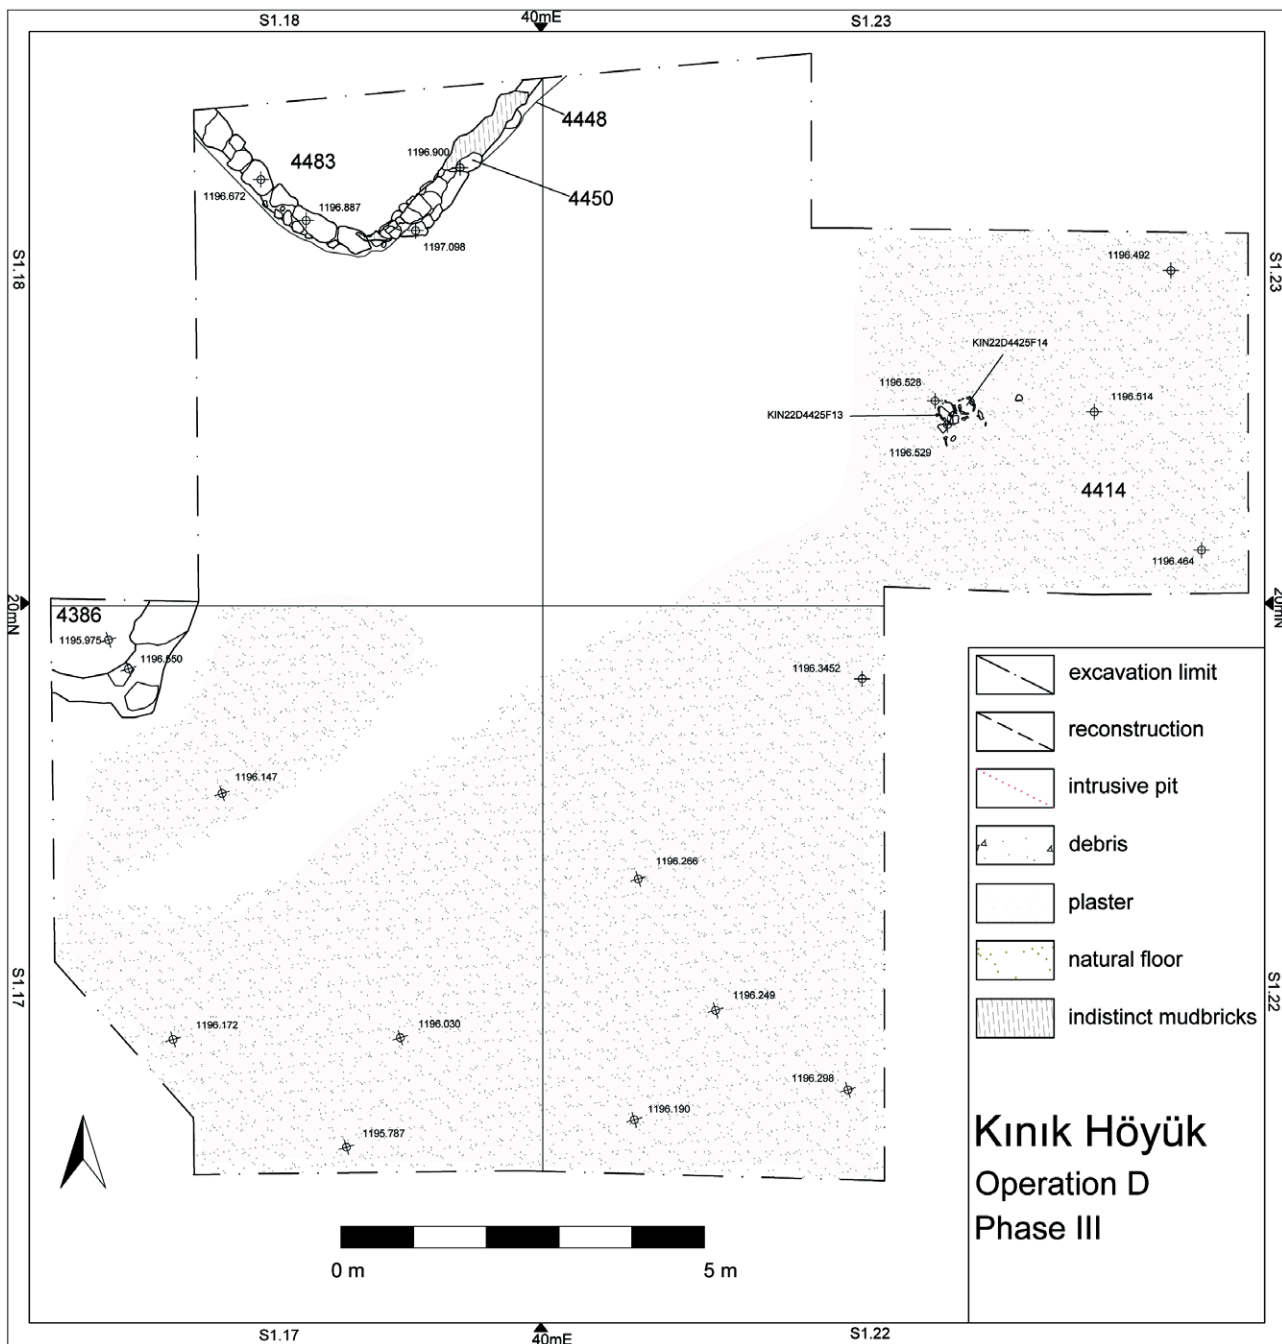 S1.18
40mE
S1.23
4448
4483
1196.900
1196.672
1196.887
4450
1197.098
S1.18
S1.23
1196.492
KIN22D4425F14
1196.528
1196.514
KIN22D4425F13
1196.529
4414
1196.464
20mN
20mN
4386
1195.975
1196.550
1196.3452
1196.147
1196.266
S1.17
S1.22
1196.249
1196.172
1196.030
1196.298
1196.190
1195.787
excavation limit
reconstruction
intrusive pit
debris
plaster
natural floor
indistinct mudbricks
Kınık Höyük
Operation D
Phase III
0 m
5 m
S1.17
40mE
S1.22